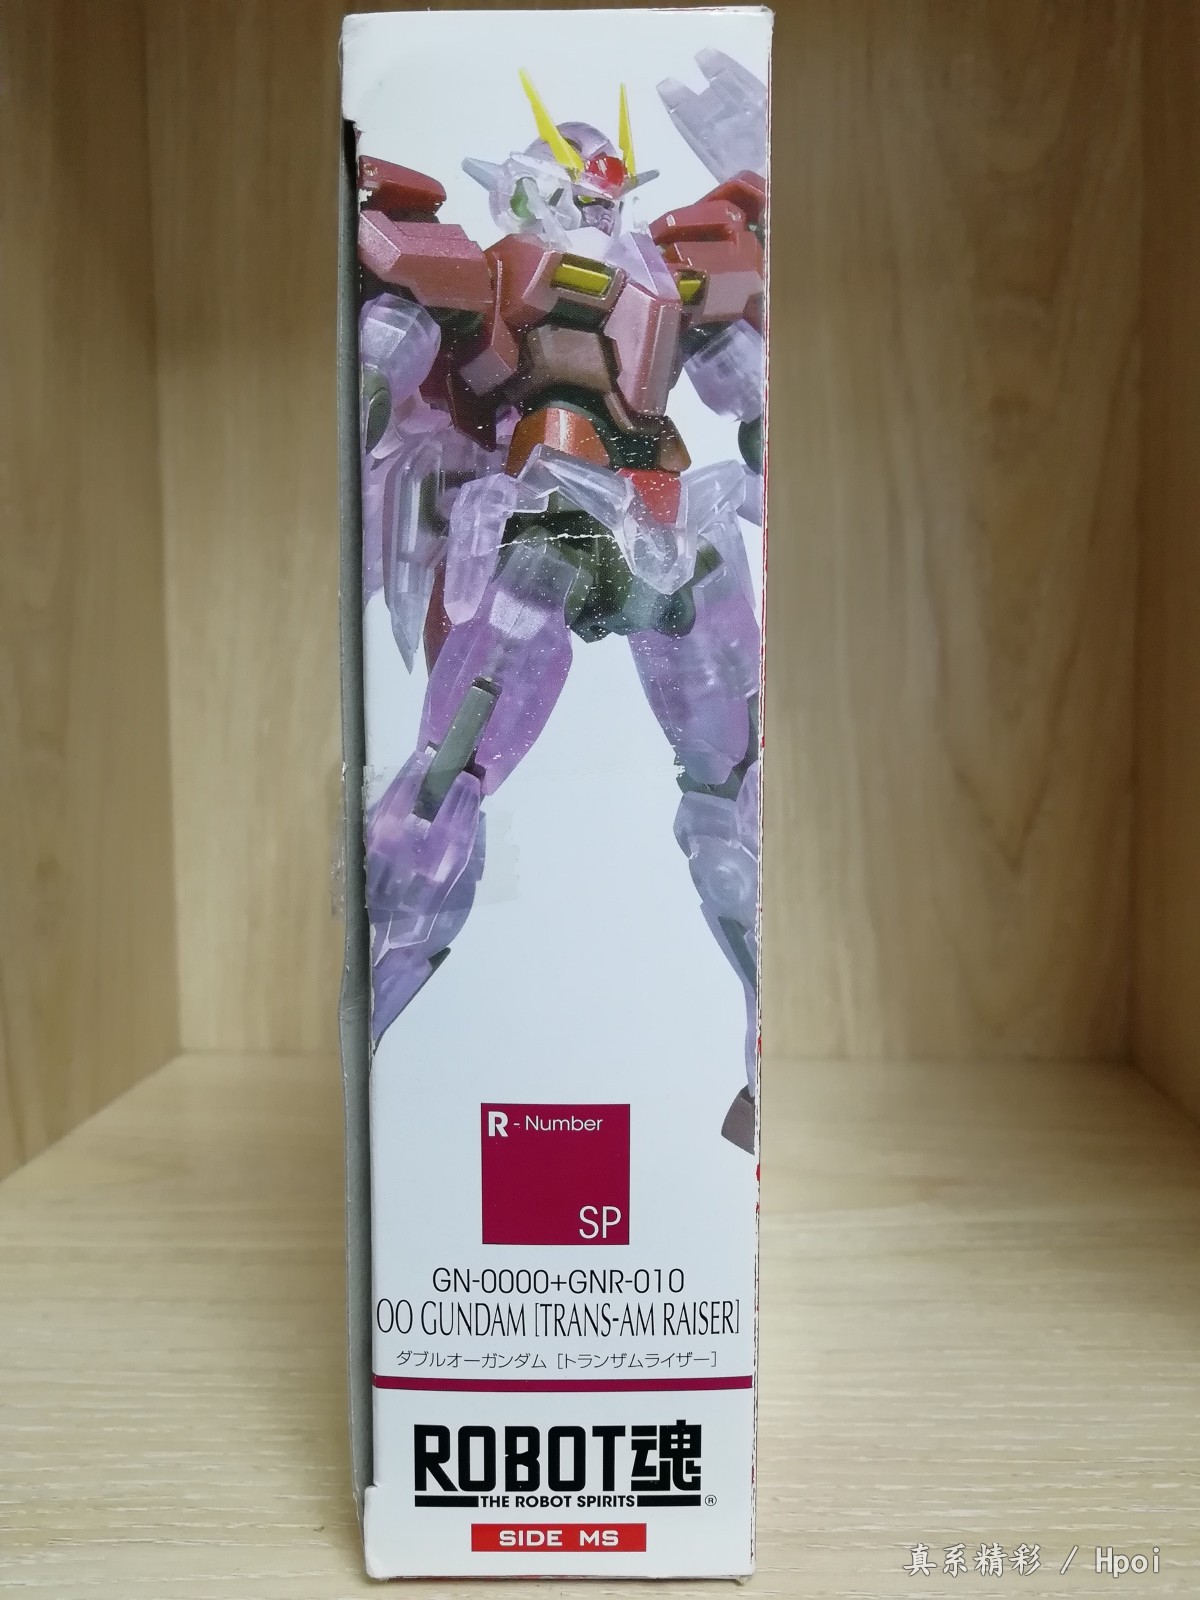 R - Number
SP
GN-0000+GNR-010
OO GUNDAM [TRANS-AM RAISER]
ダブルオーガンダム [トランザムライザー]
ROBOT魂
THE ROBOT SPIRITS ®
SIDE MS
真系精彩 / Hpoi